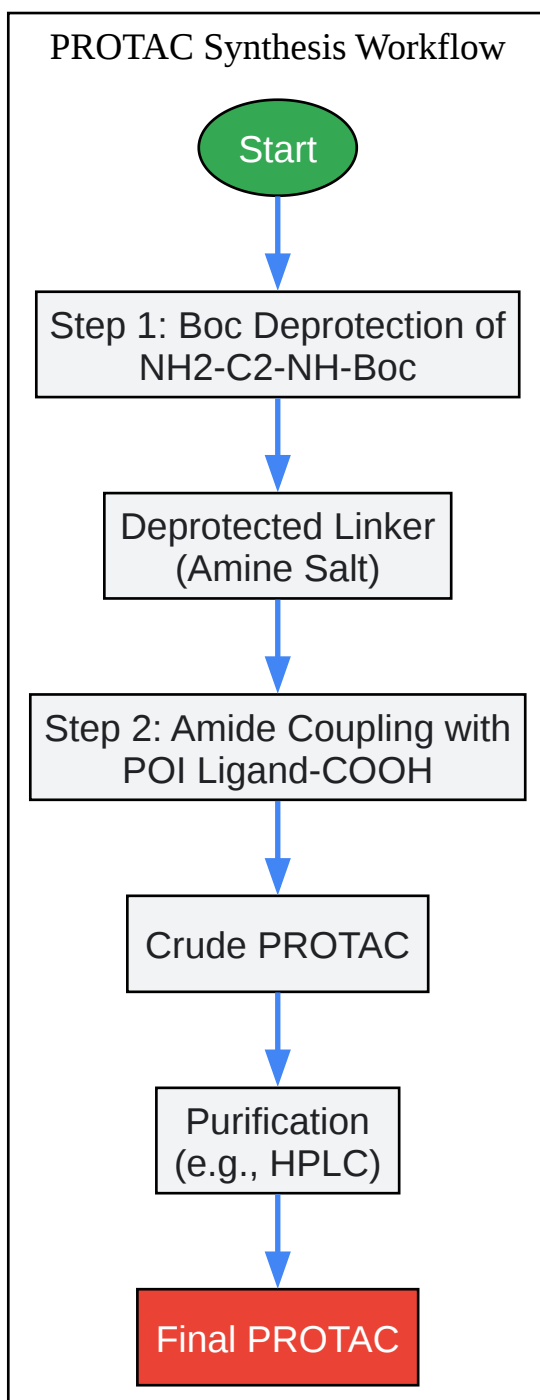 PROTAC Synthesis Workflow
Start
Step 1: Boc Deprotection of
NH2-C2-NH-Boc
Deprotected Linker
(Amine Salt)
Step 2: Amide Coupling with
POI Ligand-COOH
Crude PROTAC
Purification
(e.g., HPLC)
Final PROTAC